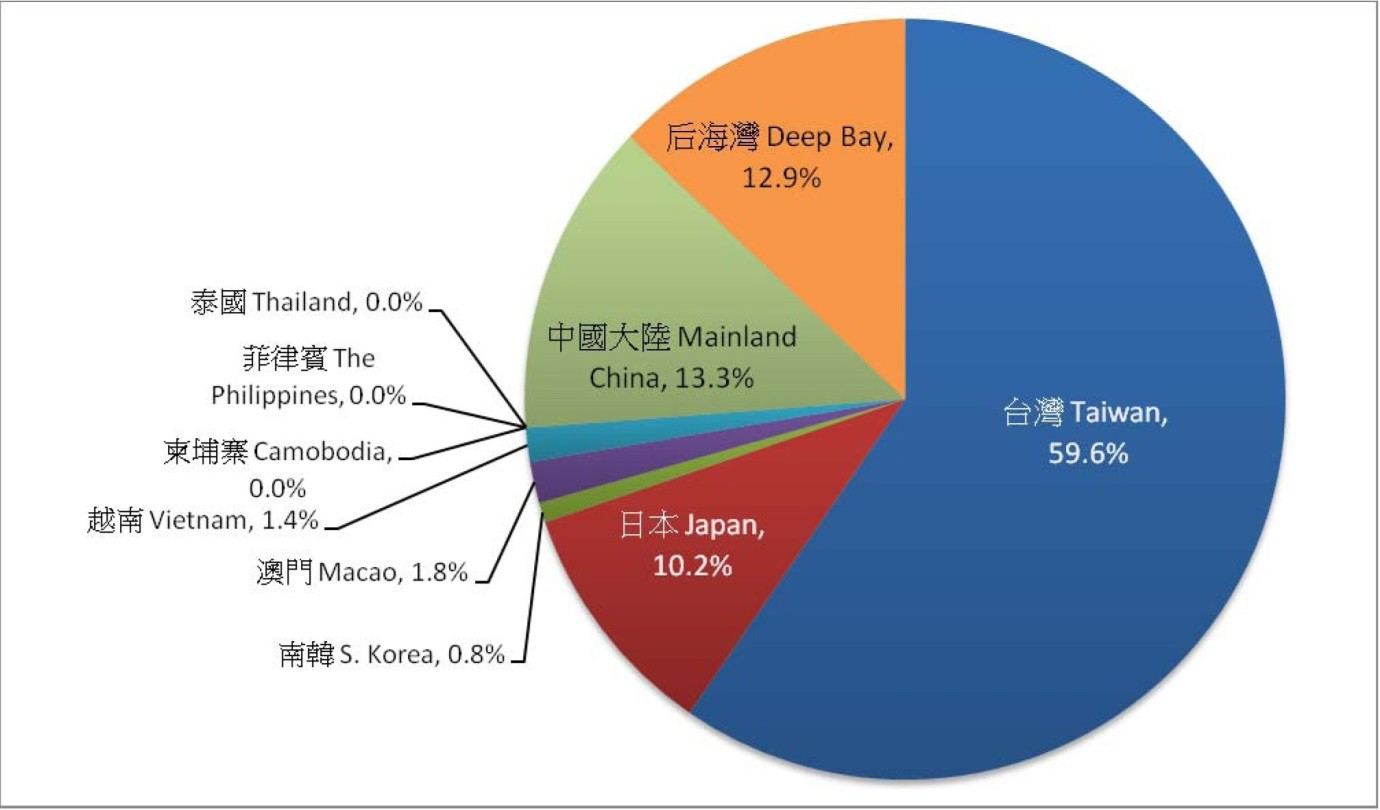 后海灣 Deep Bay,
12.9%
泰國 Thailand, 0.0%
中國大陸 Mainland
China, 13.3%
菲律賓 The
Philippines, 0.0%
柬埔寨 Camobodia,
0.0%
越南 Vietnam, 1.4%
澳門 Macao, 1.8%
南韓 S. Korea, 0.8%
日本 Japan,
10.2%
台灣 Taiwan,
59.6%